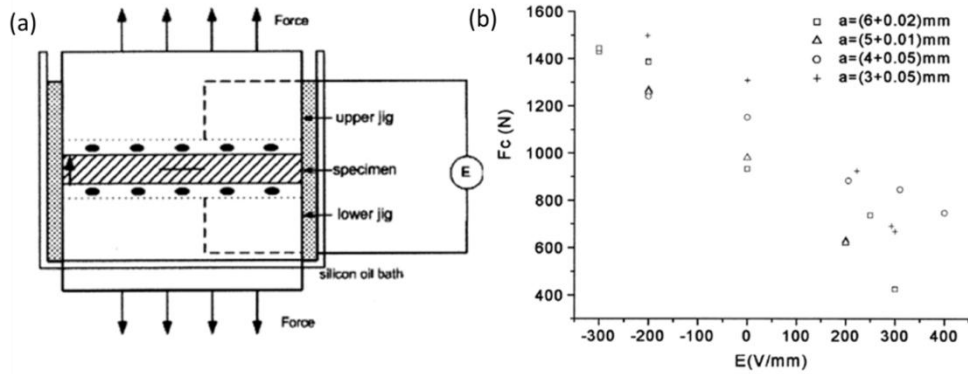 (a)
Force
upper jig
specimen
E
lower jig
silicon oil bath
Force
(b)
1600
1400
1200
1000
800
600
400
Fc (N)
a=(6+0.02)mm
a=(5+0.01)mm
a=(4+0.05)mm
a=(3+0.05)mm
-300 -200 -100 0 100 200 300 400
E(V/mm)